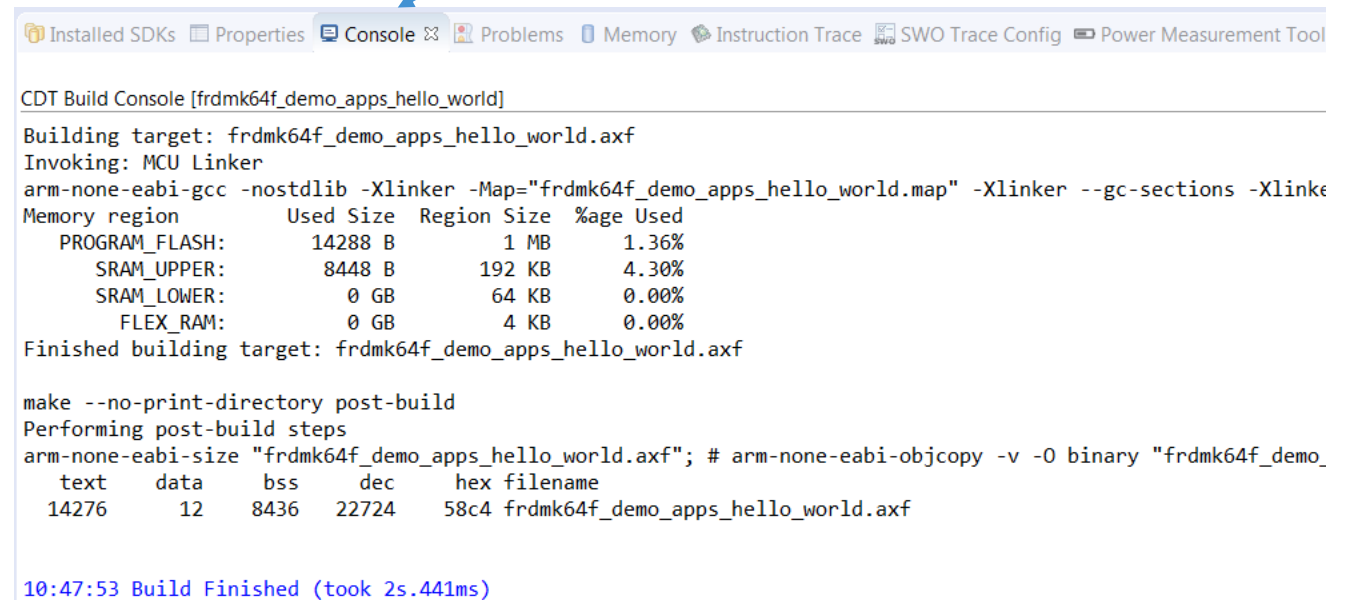 Installed SDKs Properties Console Problems Memory Instruction Trace SWO SWO Trace Config Power Measurement Tool
CDT Build Console [frdmk64f_demo_apps_hello_world]
Building target: frdmk64f_demo_apps_hello_world.axf
Invoking: MCU Linker
arm-none-eabi-gcc -nostdlib -Xlinker -Map="frdmk64f_demo_apps_hello_world.map" -Xlinker --gc-sections -Xlinke
Memory region         Used Size  Region Size  %age Used
PROGRAM_FLASH:       14288 B         1 MB      1.36%
SRAM_UPPER:        8448 B       192 KB      4.30%
SRAM_LOWER:          0 GB        64 KB      0.00%
FLEX_RAM:          0 GB         4 KB      0.00%
Finished building target: frdmk64f_demo_apps_hello_world.axf
make --no-print-directory post-build
Performing post-build steps
arm-none-eabi-size "frdmk64f_demo_apps_hello_world.axf"; # arm-none-eabi-objcopy -v -O binary "frdmk64f_demo_
text    data     bss     dec     hex filename
14276      12    8436   22724    58c4 frdmk64f_demo_apps_hello_world.axf
10:47:53 Build Finished (took 2s.441ms)